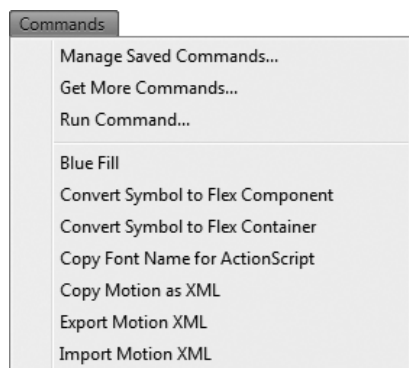 Commands
Manage Saved Commands...
Get More Commands...
Run Command...
Blue Fill
Convert Symbol to Flex Component
Convert Symbol to Flex Container
Copy Font Name for ActionScript
Copy Motion as XML
Export Motion XML
Import Motion XML